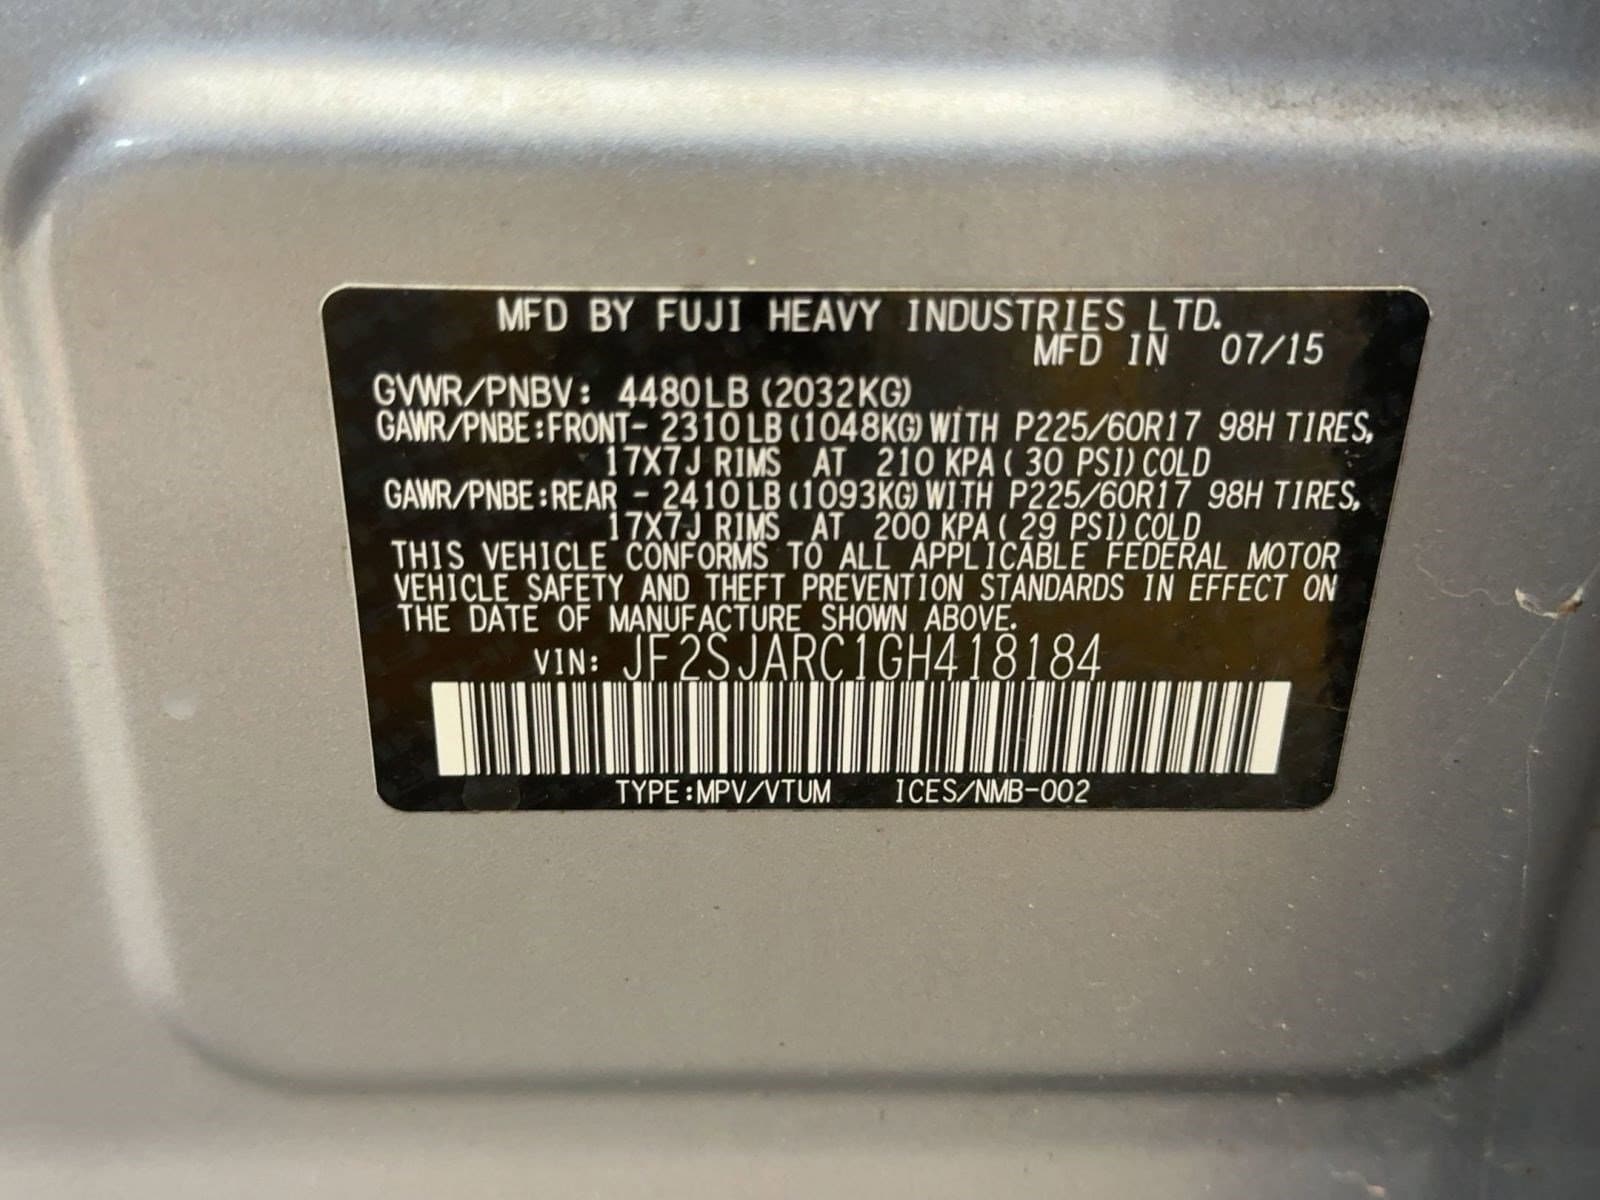 MFD BY FUJI HEAVY INDUSTRIES LTD.
MFD IN 07/15
GVWR/PNBV: 4480LB (2032KG)
GAWR/PNBE:FRONT- 2310LB(1048KG)WITH P225/60R17 98H TIRES,
17X7J RIMS AT 210 KPA( 30 PSI)COLD
GAWR/PNBE:REAR - 2410LB(1093KG)WITH P225/60R17 98H TIRES,
17X7J RIMS AT 200 KPA( 29 PSI)COLD
THIS VEHICLE CONFORMS TO ALL APPLICABLE FEDERAL MOTOR
VEHICLE SAFETY AND THEFT PREVENTION STANDARDS IN EFFECT ON
THE DATE OF MANUFACTURE SHOWN ABOVE.
VIN: JF2SJARC1GH418184
TYPE:MPV/VTUM ICES/NMB-002